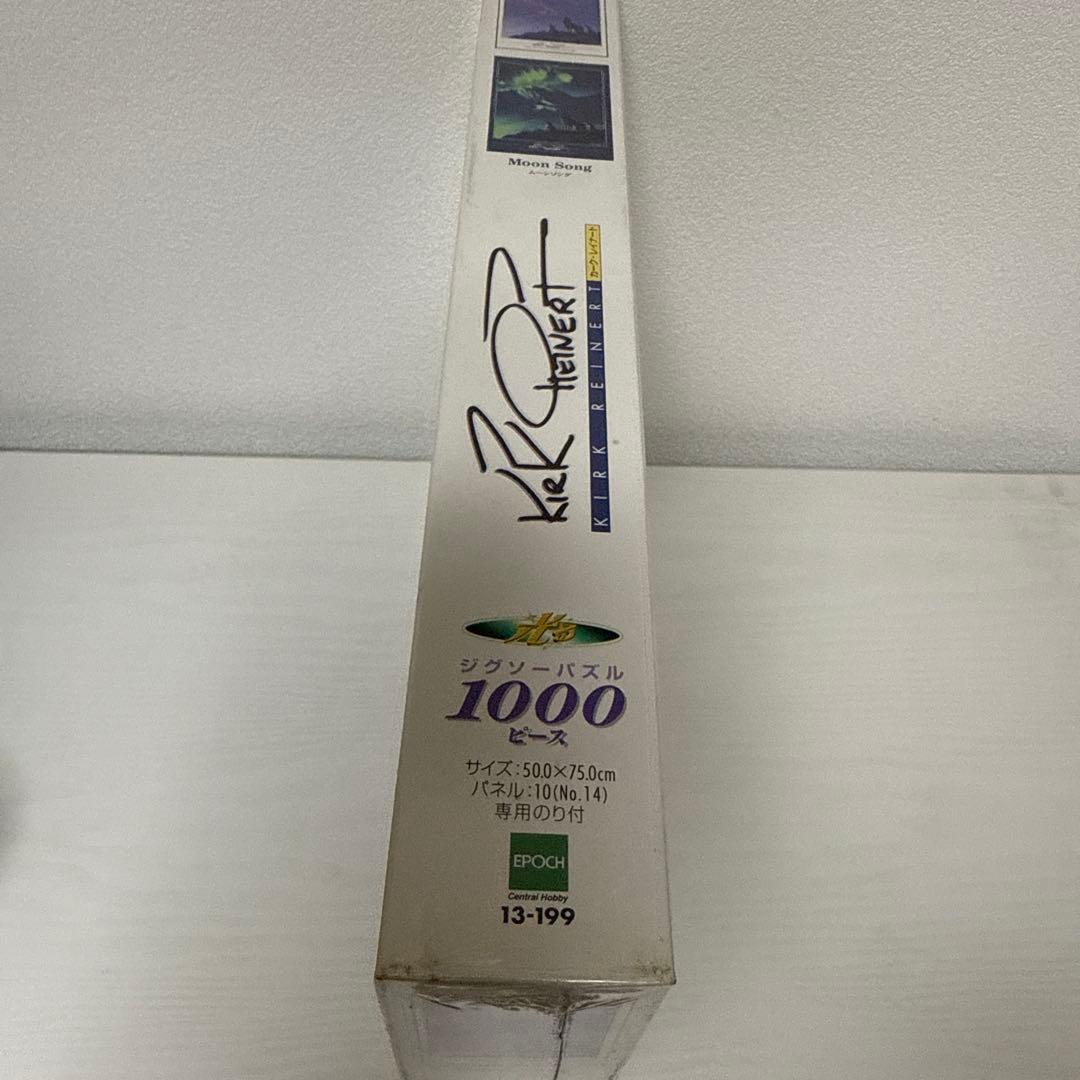 Moon Song
ムーンソング
KIRK REINERT
KIRK REINERT カーク・レイナート
光る
ジグソーパズル
1000
ピース
サイズ:50.0×75.0cm
パネル:10(No.14)
専用のり付
EPOCH
Central Hobby
13-199